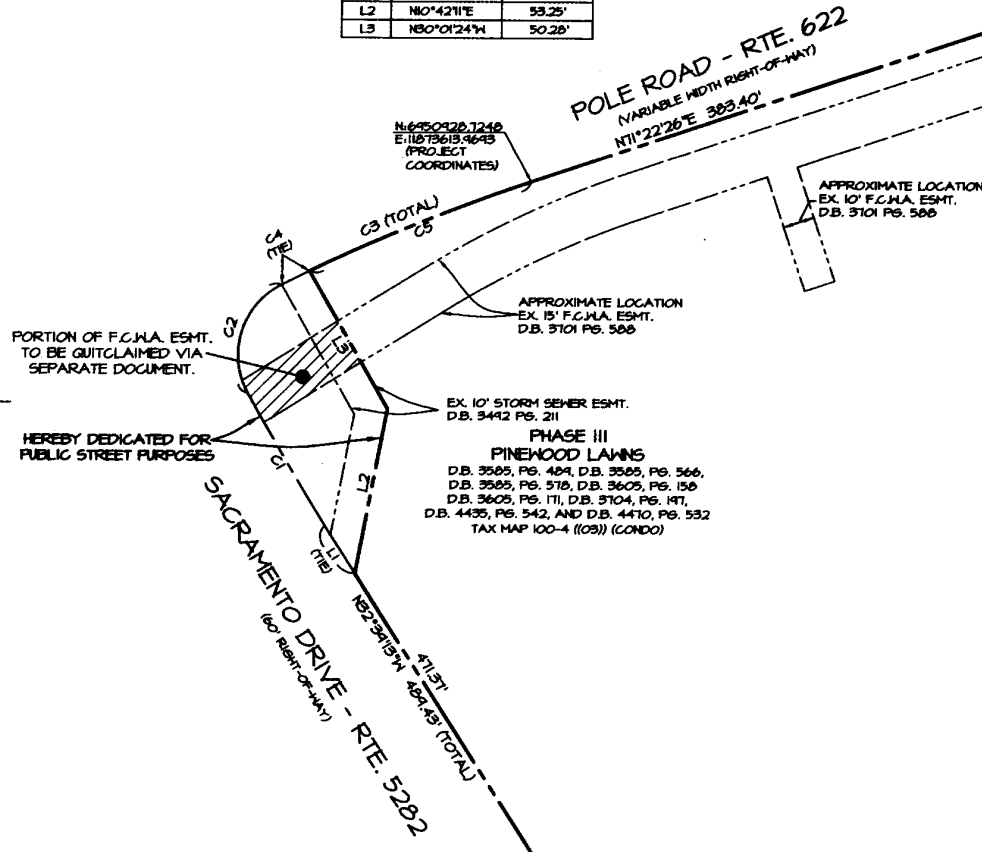 L2 N10°42'11"E 53.25'
L3 N30°01'24"W 50.28'
POLE ROAD - RTE. 622
(VARIABLE WIDTH RIGHT-OF-WAY)
N71°22'26"E 383.40'
N:6950928.7248
E:11873613.9693
(PROJECT
COORDINATES)
APPROXIMATE LOCATION
EX. 10' F.C.W.A. ESMT.
D.B. 3701 PG. 588
C3 (TOTAL)
C5
C4
(TIE)
C2
APPROXIMATE LOCATION
EX. 15' F.C.W.A. ESMT.
D.B. 3701 PG. 588
PORTION OF F.C.W.A. ESMT.
TO BE QUITCLAIMED VIA
SEPARATE DOCUMENT.
L3
EX. 10' STORM SEWER ESMT.
D.B. 3442 PG. 211
HEREBY DEDICATED FOR
PUBLIC STREET PURPOSES
C1
L2
PHASE III
PINEWOOD LAWNS
D.B. 3585, PG. 489, D.B. 3585, PG. 566,
D.B. 3585, PG. 578, D.B. 3605, PG. 158
D.B. 3605, PG. 171, D.B. 3704, PG. 197,
D.B. 4435, PG. 542, AND D.B. 4470, PG. 532
TAX MAP 100-4 ((03)) (CONDO)
L1
(TIE)
SACRAMENTO DRIVE - RTE. 5282
(60' RIGHT-OF-WAY)
N32°34'13"W 471.37'
489.43' (TOTAL)